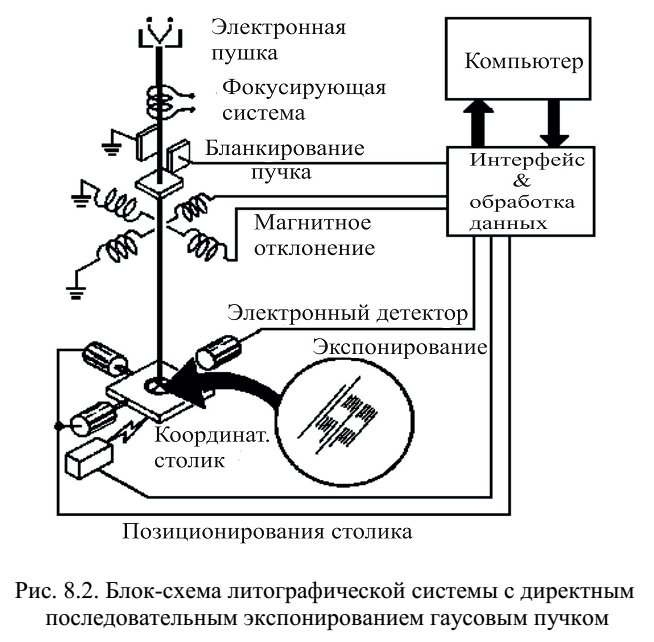 Электронная
пушка
Компьютер
Фокусирующая
система
Бланкирование
пучка
Интерфейс
&
обработка
данных
Магнитное
отклонение
Электронный детектор
Экспонирование
Координат.
столик
Позиционирования столика
Рис. 8.2. Блок-схема литографической системы с директным
последовательным экспонированием гаусовым пучком